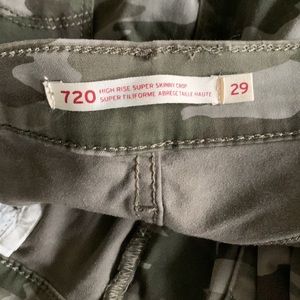 720
HIGH RISE SUPER SKINNY CROP
SUPER FILIFORME ABRÉGÉ TAILLE HAUTE
29